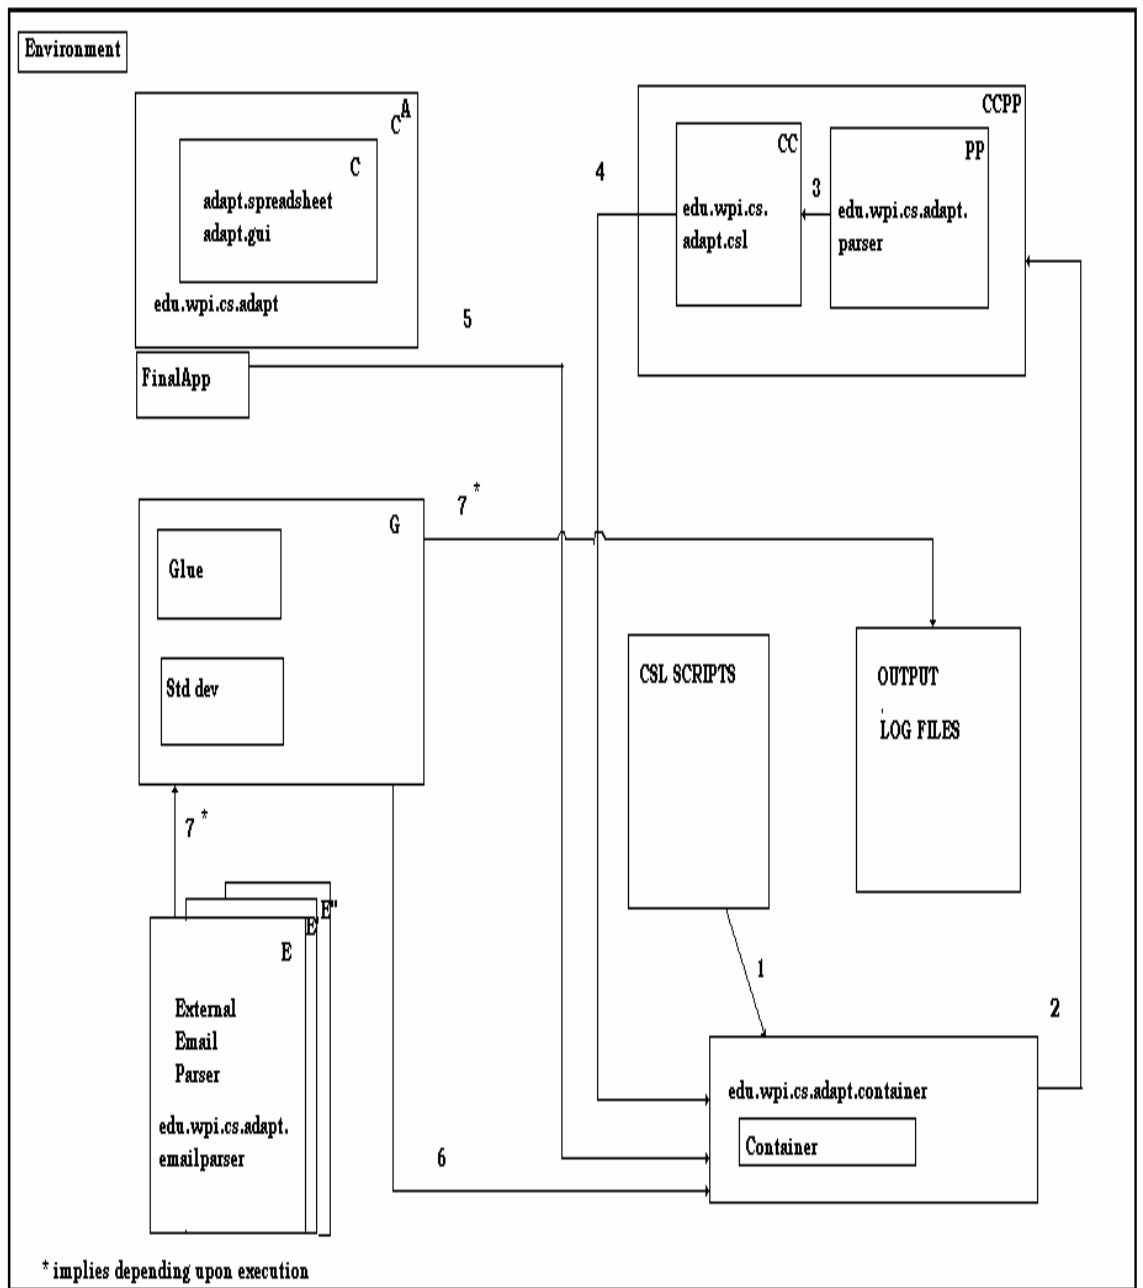 Environment
C^A
C
adapt.spreadsheet
adapt.gui
edu.wpi.cs.adapt
FinalApp
5
4
CCPP
CC
edu.wpi.cs.
adapt.csl
3
PP
edu.wpi.cs.adapt.
parser
G
Glue
Std dev
7 *
CSL SCRIPTS
OUTPUT
.
LOG FILES
7 *
E"
E'
E
External
Email
Parser
edu.wpi.cs.adapt.
emailparser
6
1
2
edu.wpi.cs.adapt.container
Container
* implies depending upon execution